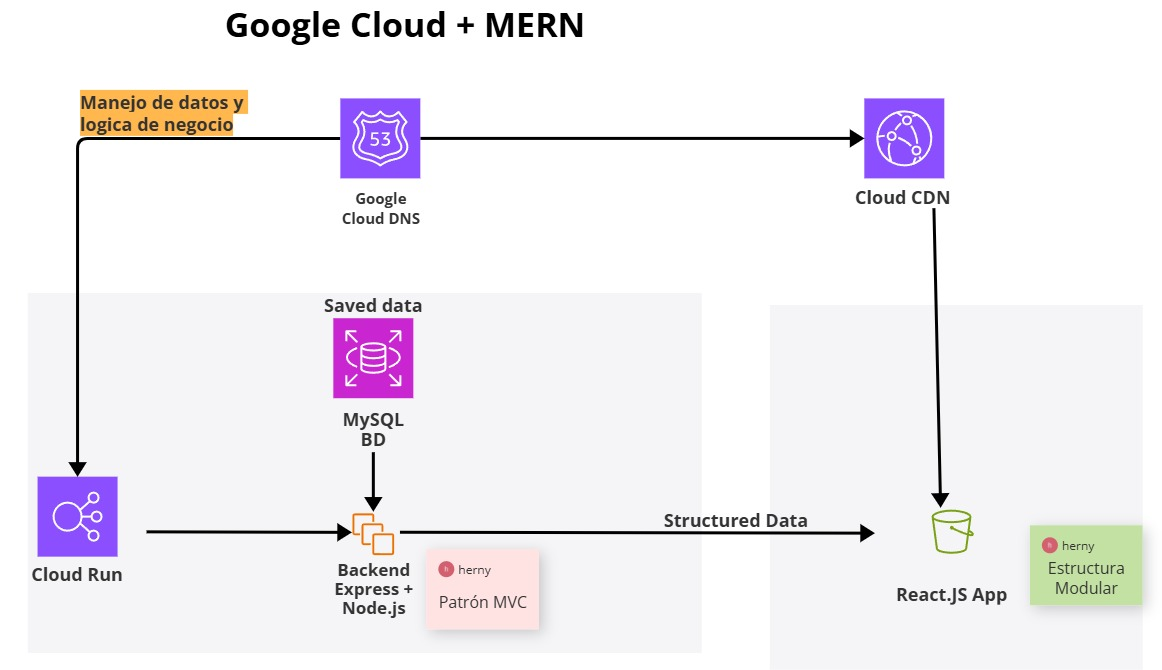 Google Cloud + MERN
Manejo de datos y
logica de negocio
53
Google
Cloud DNS
Cloud CDN
Saved data
MySQL
BD
Cloud Run
Backend
Express +
Node.js
h herny
Patrón MVC
Structured Data
React.JS App
h herny
Estructura
Modular